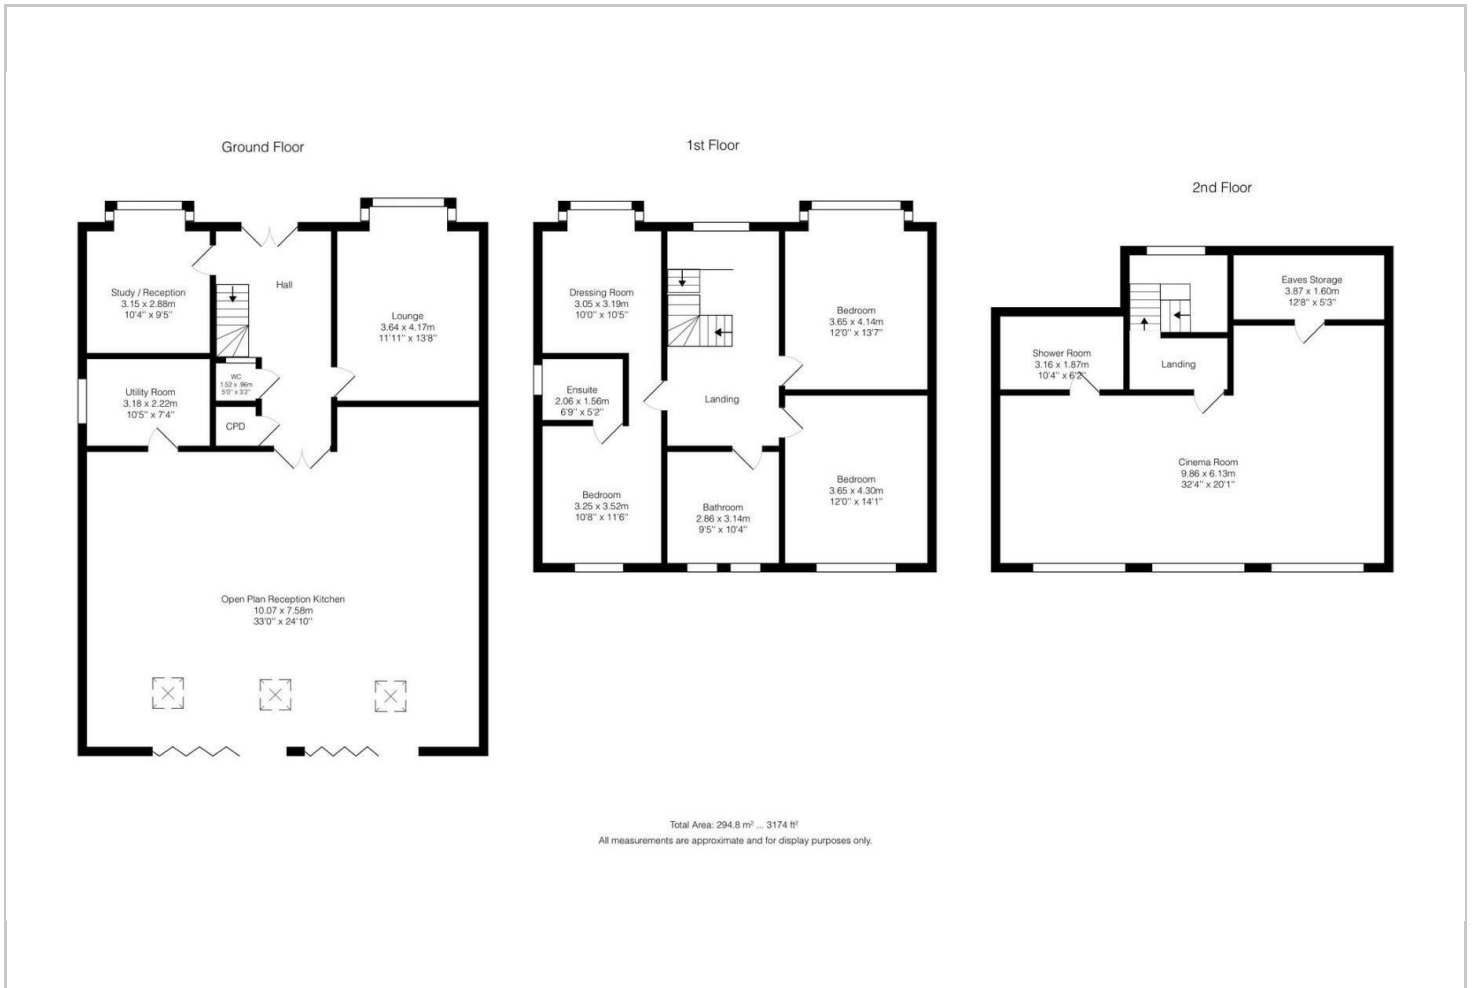 Ground Floor
Study / Reception
3.15 x 2.88m
10'4'' x 9'5''
Hall
Lounge
3.64 x 4.17m
11'11'' x 13'8''
WC
1.52 x .96m
5'0'' x 3'2''
Utility Room
3.18 x 2.22m
10'5'' x 7'4''
CPD
Open Plan Reception Kitchen
10.07 x 7.58m
33'0'' x 24'10''
1st Floor
Dressing Room
3.05 x 3.19m
10'0'' x 10'5''
Bedroom
3.65 x 4.14m
12'0'' x 13'7''
Ensuite
2.06 x 1.56m
6'9'' x 5'2''
Landing
Bedroom
3.25 x 3.52m
10'8'' x 11'6''
Bathroom
2.86 x 3.14m
9'5'' x 10'4''
Bedroom
3.65 x 4.30m
12'0'' x 14'1''
2nd Floor
Eaves Storage
3.87 x 1.60m
12'8'' x 5'3''
Shower Room
3.16 x 1.87m
10'4'' x 6'2''
Landing
Cinema Room
9.86 x 6.13m
32'4'' x 20'1''
Total Area: 294.8 m² ... 3174 ft²
All measurements are approximate and for display purposes only.